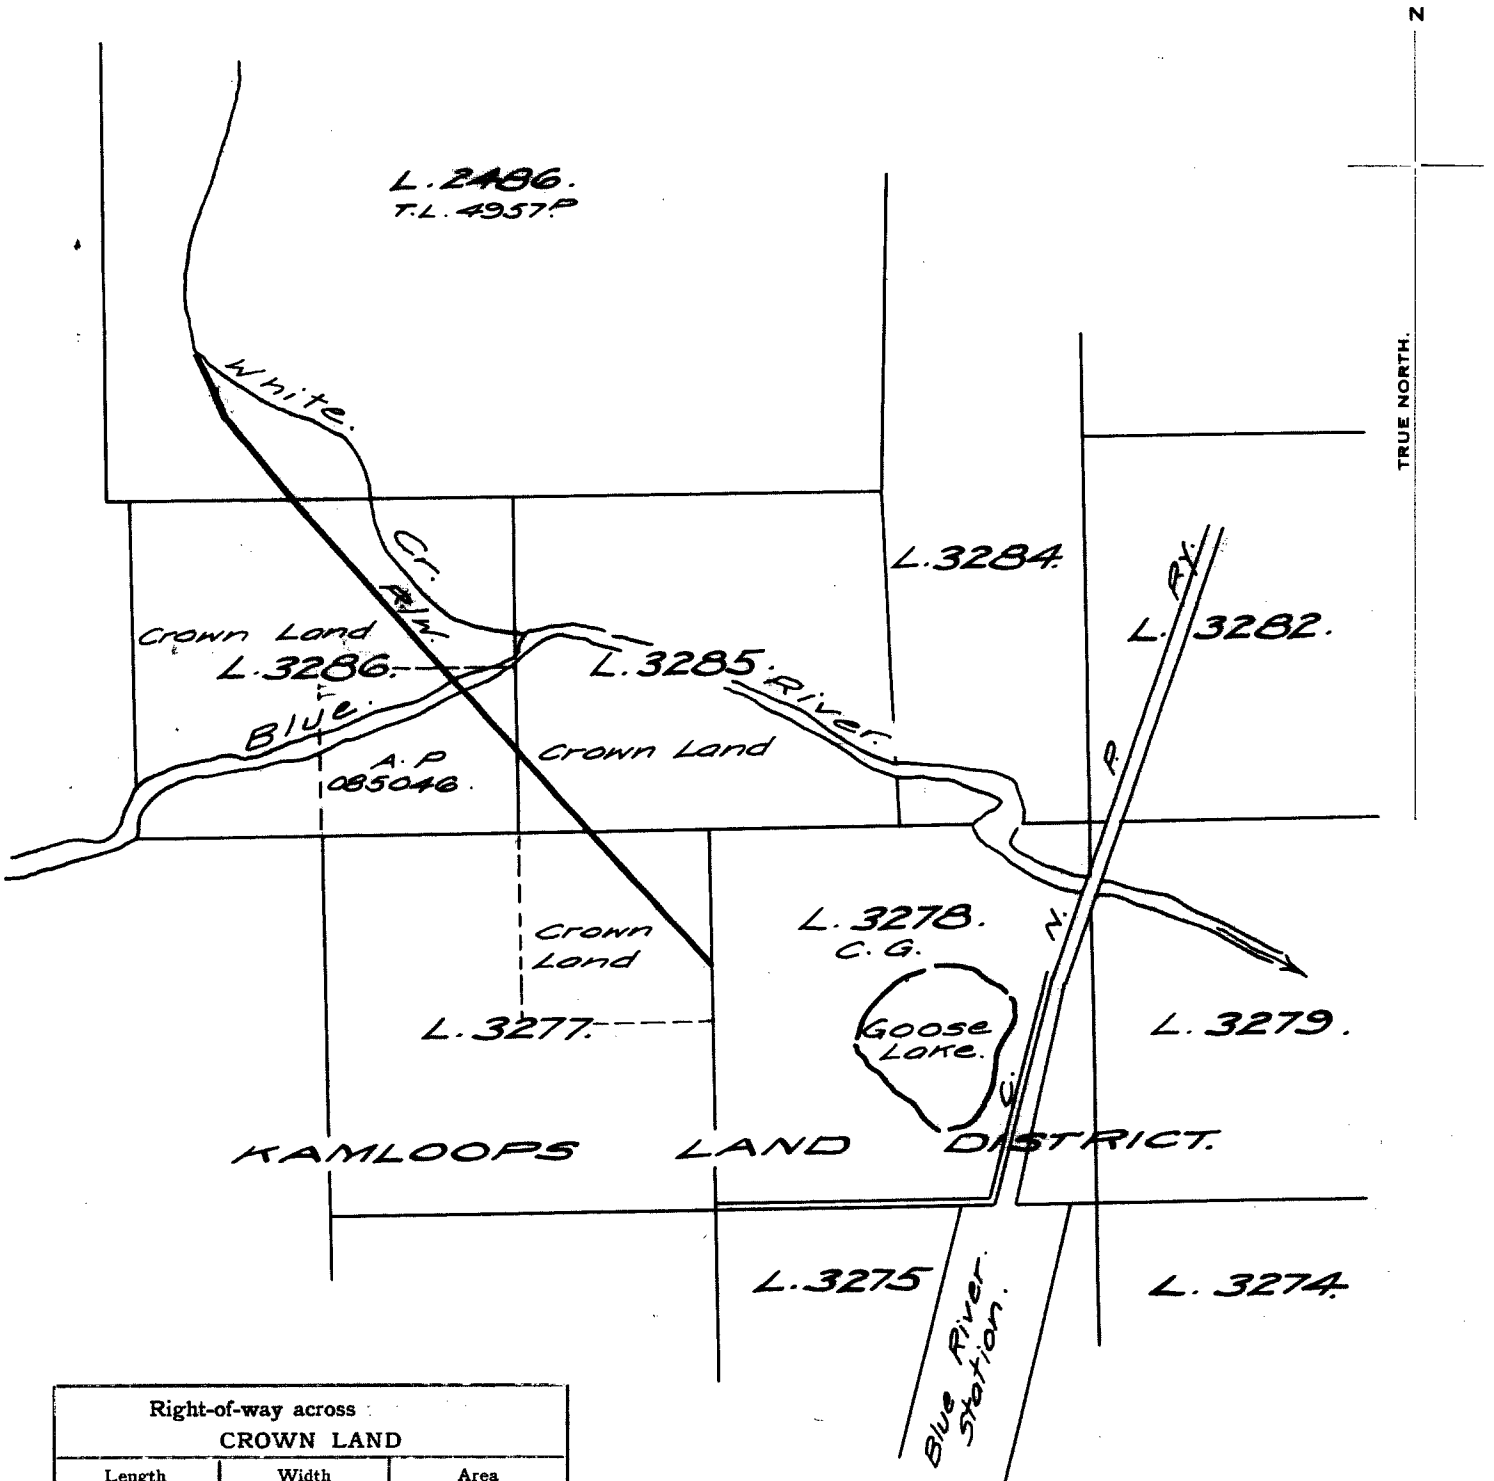 N
L. 2486.
T.L. 4957P
TRUE NORTH.
White.
Cr.
L. 3284.
Ry.
R/W.
Crown Land
L. 3286.
L. 3285.
L. 3282.
River.
Blue.
Crown Land
P.
A. P
085046.
L. 3278.
C. G.
N.
Crown
Land
L. 3277.
Goose
Lake.
L. 3279.
C.
KAMLOOPS LAND DISTRICT.
L. 3275
L. 3274.
Blue River
Station.
Right-of-way across
CROWN LAND
Length Width Area